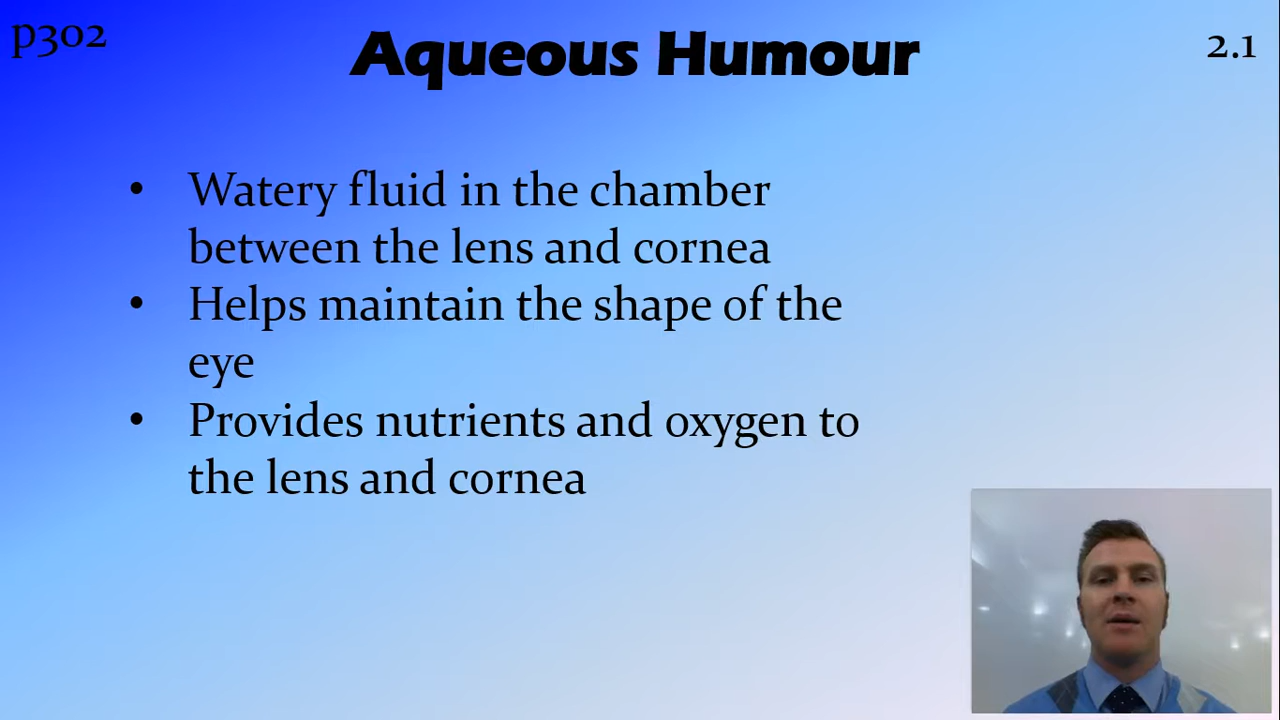 p302
Aqueous Humour
2.1
• Watery fluid in the chamber
between the lens and cornea
• Helps maintain the shape of the
eye
• Provides nutrients and oxygen to
the lens and cornea